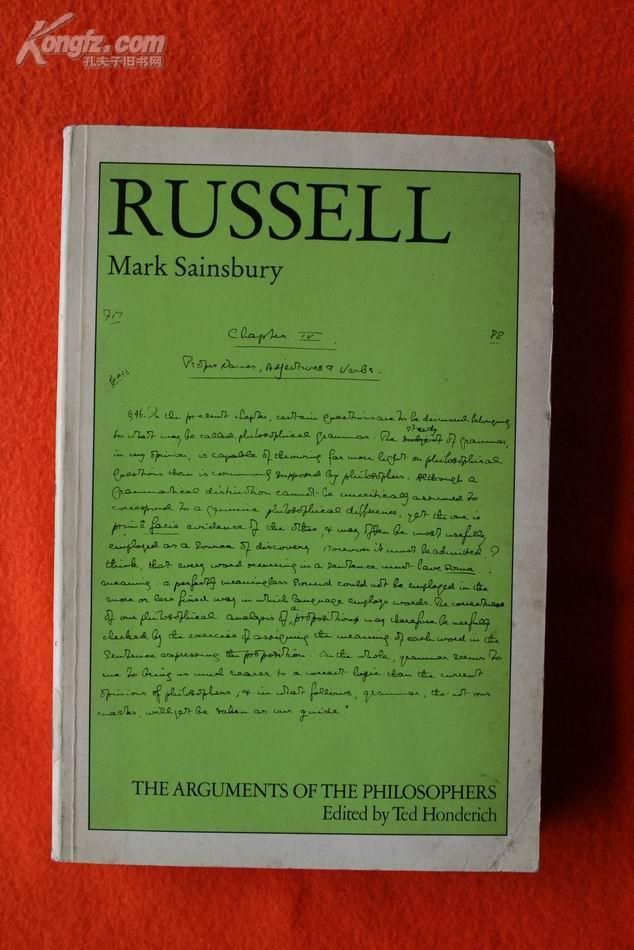 Kongfz.com
孔夫子旧书网
RUSSELL
Mark Sainsbury
Chapter IV.
P8
Proper Names, Adjectives & Verbs.
§46. In the present chapter, certain questions are to be discussed belonging
to what may be called philosophical grammar. The study of grammar,
in my opinion, is capable of throwing far more light on philosophical
questions than is commonly supposed by philosophers. Although a
grammatical distinction cannot be uncritically assumed to
correspond to a genuine philosophical difference, yet the one is
primâ facie evidence of the other, & may often be most usefully
employed as a source of discovery. Moreover it must be admitted, I
think, that every word occurring in a sentence must have some
meaning: a perfectly meaningless sound could not be employed in the
more or less fixed way in which language employs words. The correctness
of our philosophical analysis of a proposition may therefore be usefully
checked by the exercise of assigning the meaning of each word in the
sentence expressing the proposition. On the whole, grammar seems to
me to bring us much nearer to a correct logic than the current
opinions of philosophers; & in what follows, grammar, tho' not our
master, will yet be taken as our guide.
THE ARGUMENTS OF THE PHILOSOPHERS
Edited by Ted Honderich